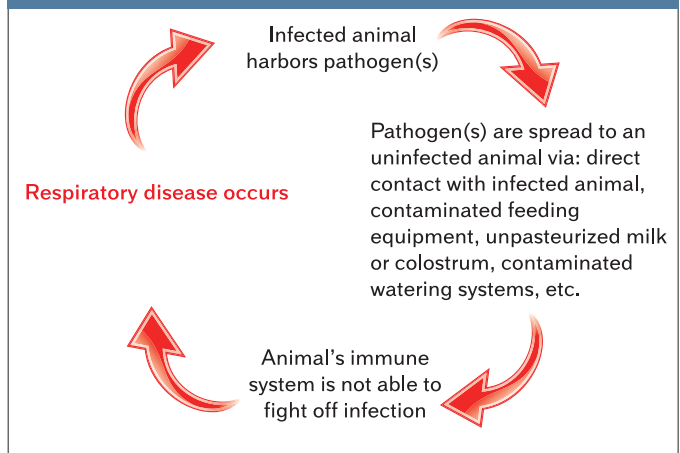 Infected animal
harbors pathogen(s)
Pathogen(s) are spread to an
uninfected animal via: direct
contact with infected animal,
contaminated feeding
equipment, unpasteurized milk
or colostrum, contaminated
watering systems, etc.
Animal’s immune
system is not able to
fight off infection
Respiratory disease occurs